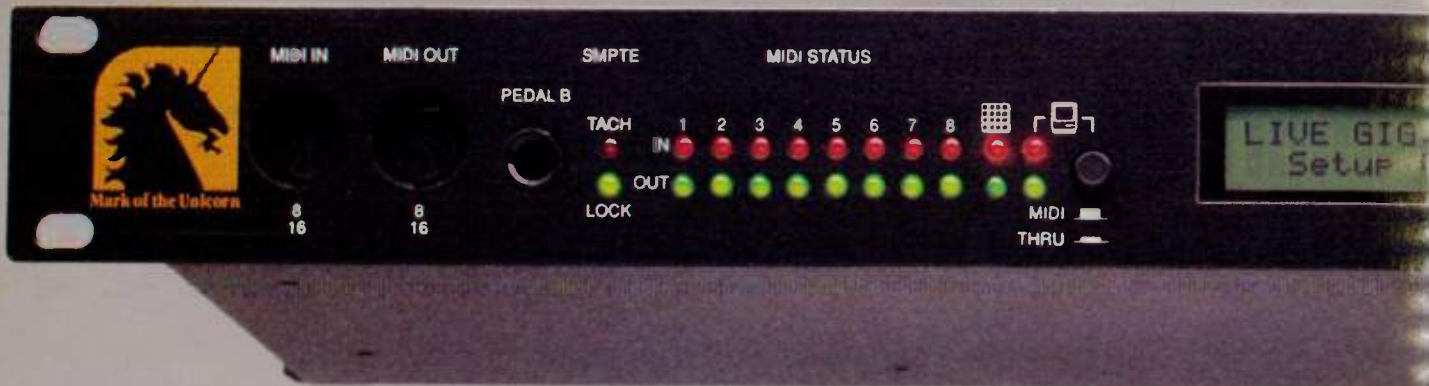 MIDI IN
MIDI OUT
SMPTE
MIDI STATUS
PEDAL B
TACH
1 2 3 4 5 6 7 8
IN
OUT
LOCK
Mark of the Unicorn
8
16
8
16
MIDI
THRU
LIVE GIG
Setup